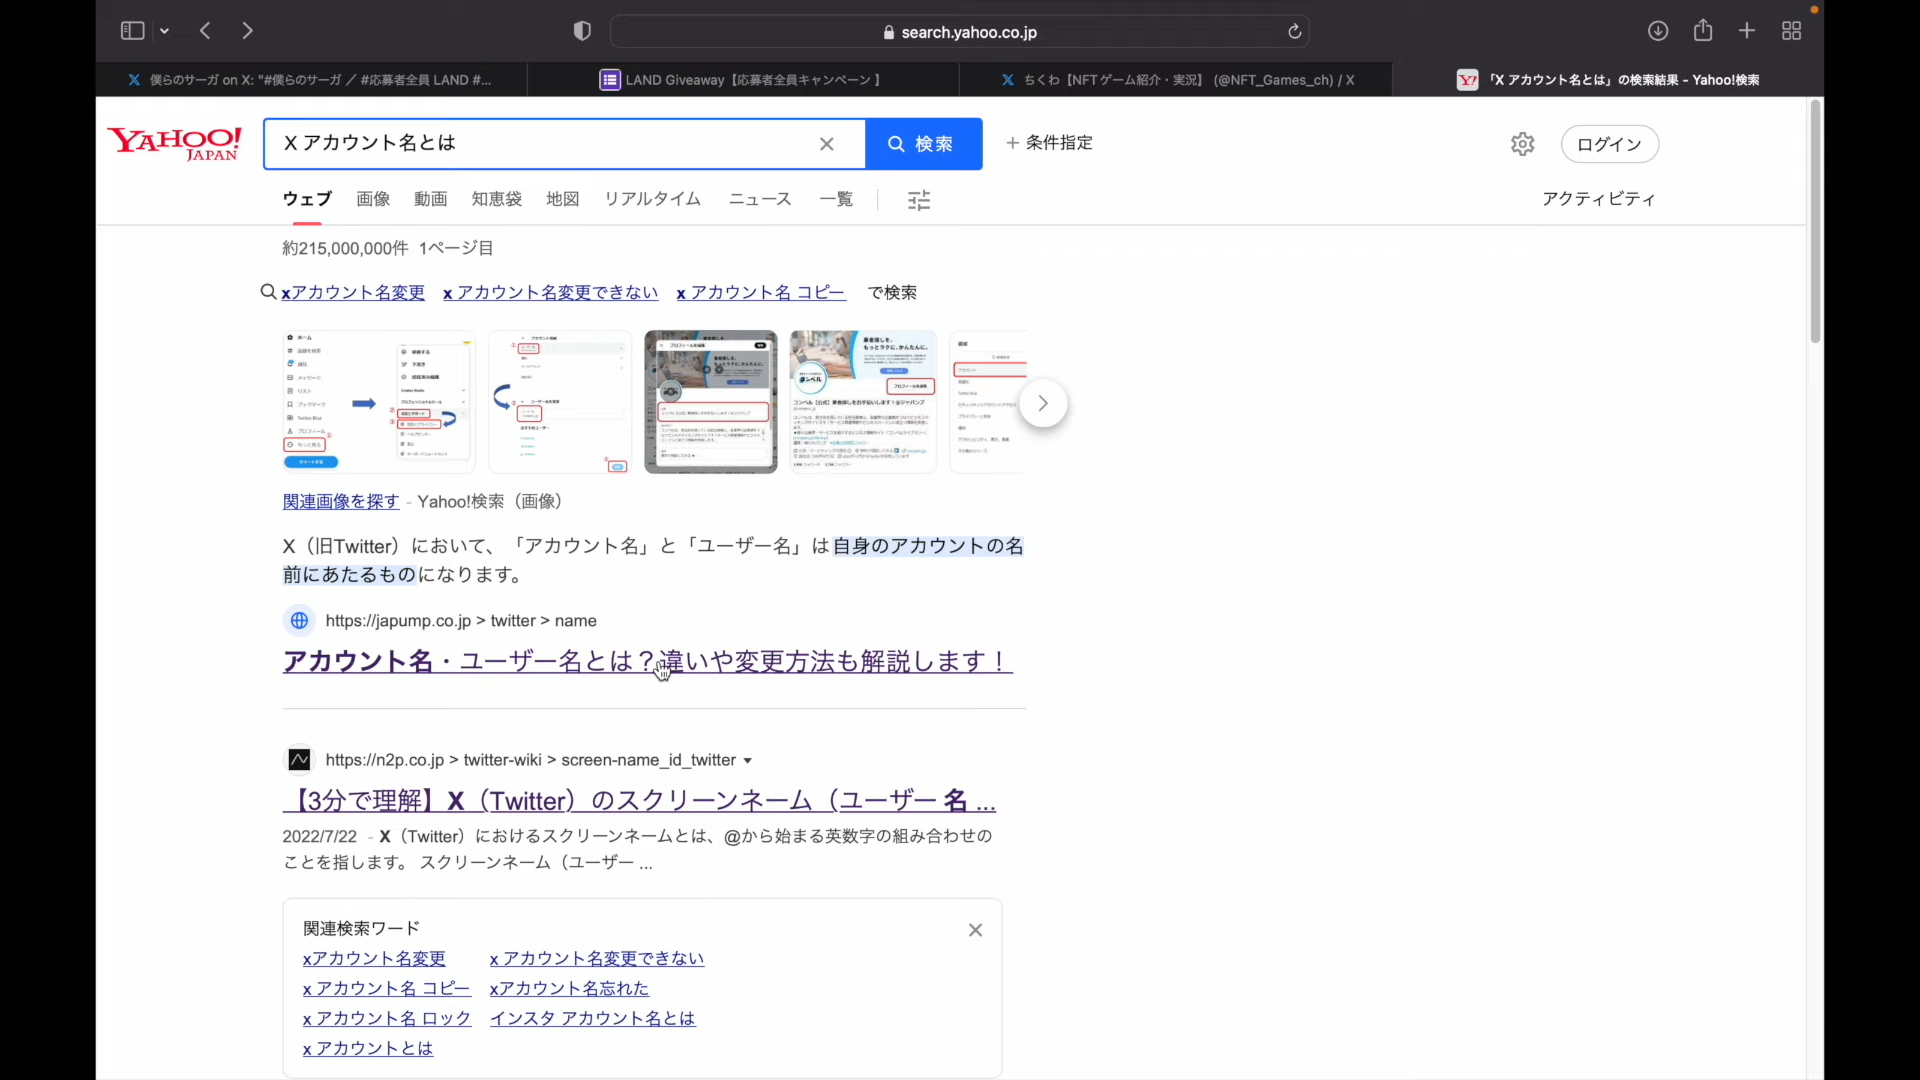 search.yahoo.co.jp
僕らのサーガ on X: "#僕らのサーガ ／ #応募者全員 LAND #...
LAND Giveaway【応募者全員キャンペーン 】
ちくわ【NFTゲーム紹介・実況】 (@NFT_Games_ch) / X
「X アカウント名とは」の検索結果 - Yahoo!検索
YAHOO! JAPAN
X アカウント名とは
検索
条件指定
ログイン
ウェブ 画像 動画 知恵袋 地図 リアルタイム ニュース 一覧
アクティビティ
約215,000,000件 1ページ目
xアカウント名変更 x アカウント名変更できない x アカウント名 コピー で検索
関連画像を探す - Yahoo!検索（画像）
X（旧Twitter）において、「アカウント名」と「ユーザー名」は自身のアカウントの名
前にあたるものになります。
https://japump.co.jp > twitter > name
アカウント名・ユーザー名とは？違いや変更方法も解説します！
https://n2p.co.jp > twitter-wiki > screen-name_id_twitter
【3分で理解】X（Twitter）のスクリーンネーム（ユーザー 名 ...
2022/7/22 - X（Twitter）におけるスクリーンネームとは、@から始まる英数字の組み合わせの
ことを指します。 スクリーンネーム（ユーザー ...
関連検索ワード
xアカウント名変更 x アカウント名変更できない
x アカウント名 コピー xアカウント名忘れた
x アカウント名 ロック インスタ アカウント名とは
x アカウントとは